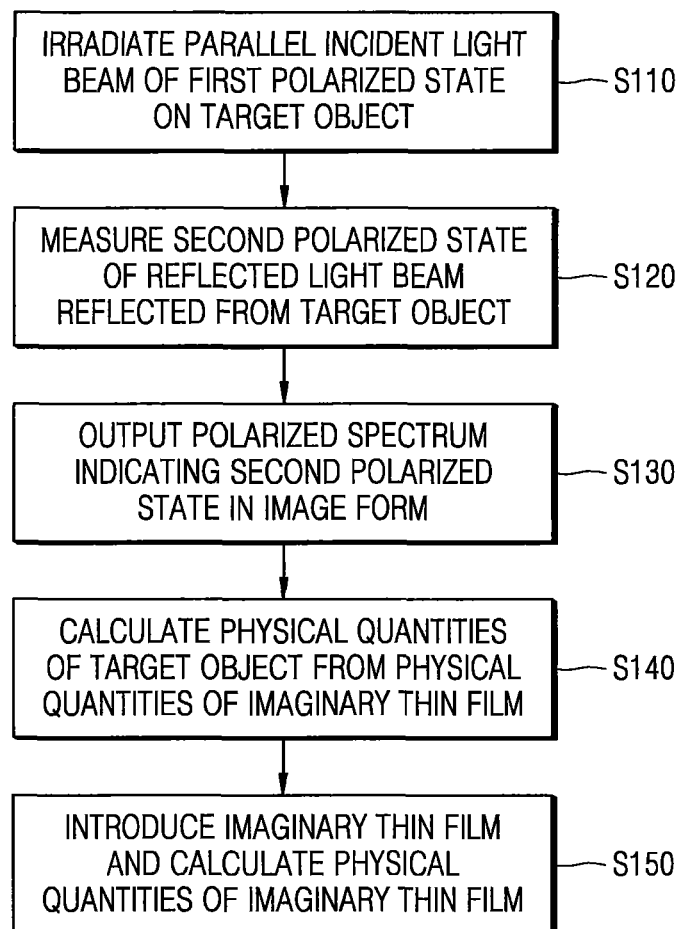 IRRADIATE PARALLEL INCIDENT LIGHT
BEAM OF FIRST POLARIZED STATE
ON TARGET OBJECT
S110
MEASURE SECOND POLARIZED STATE
OF REFLECTED LIGHT BEAM
REFLECTED FROM TARGET OBJECT
S120
OUTPUT POLARIZED SPECTRUM
INDICATING SECOND POLARIZED
STATE IN IMAGE FORM
S130
CALCULATE PHYSICAL QUANTITIES
OF TARGET OBJECT FROM PHYSICAL
QUANTITIES OF IMAGINARY THIN FILM
S140
INTRODUCE IMAGINARY THIN FILM
AND CALCULATE PHYSICAL
QUANTITIES OF IMAGINARY THIN FILM
S150